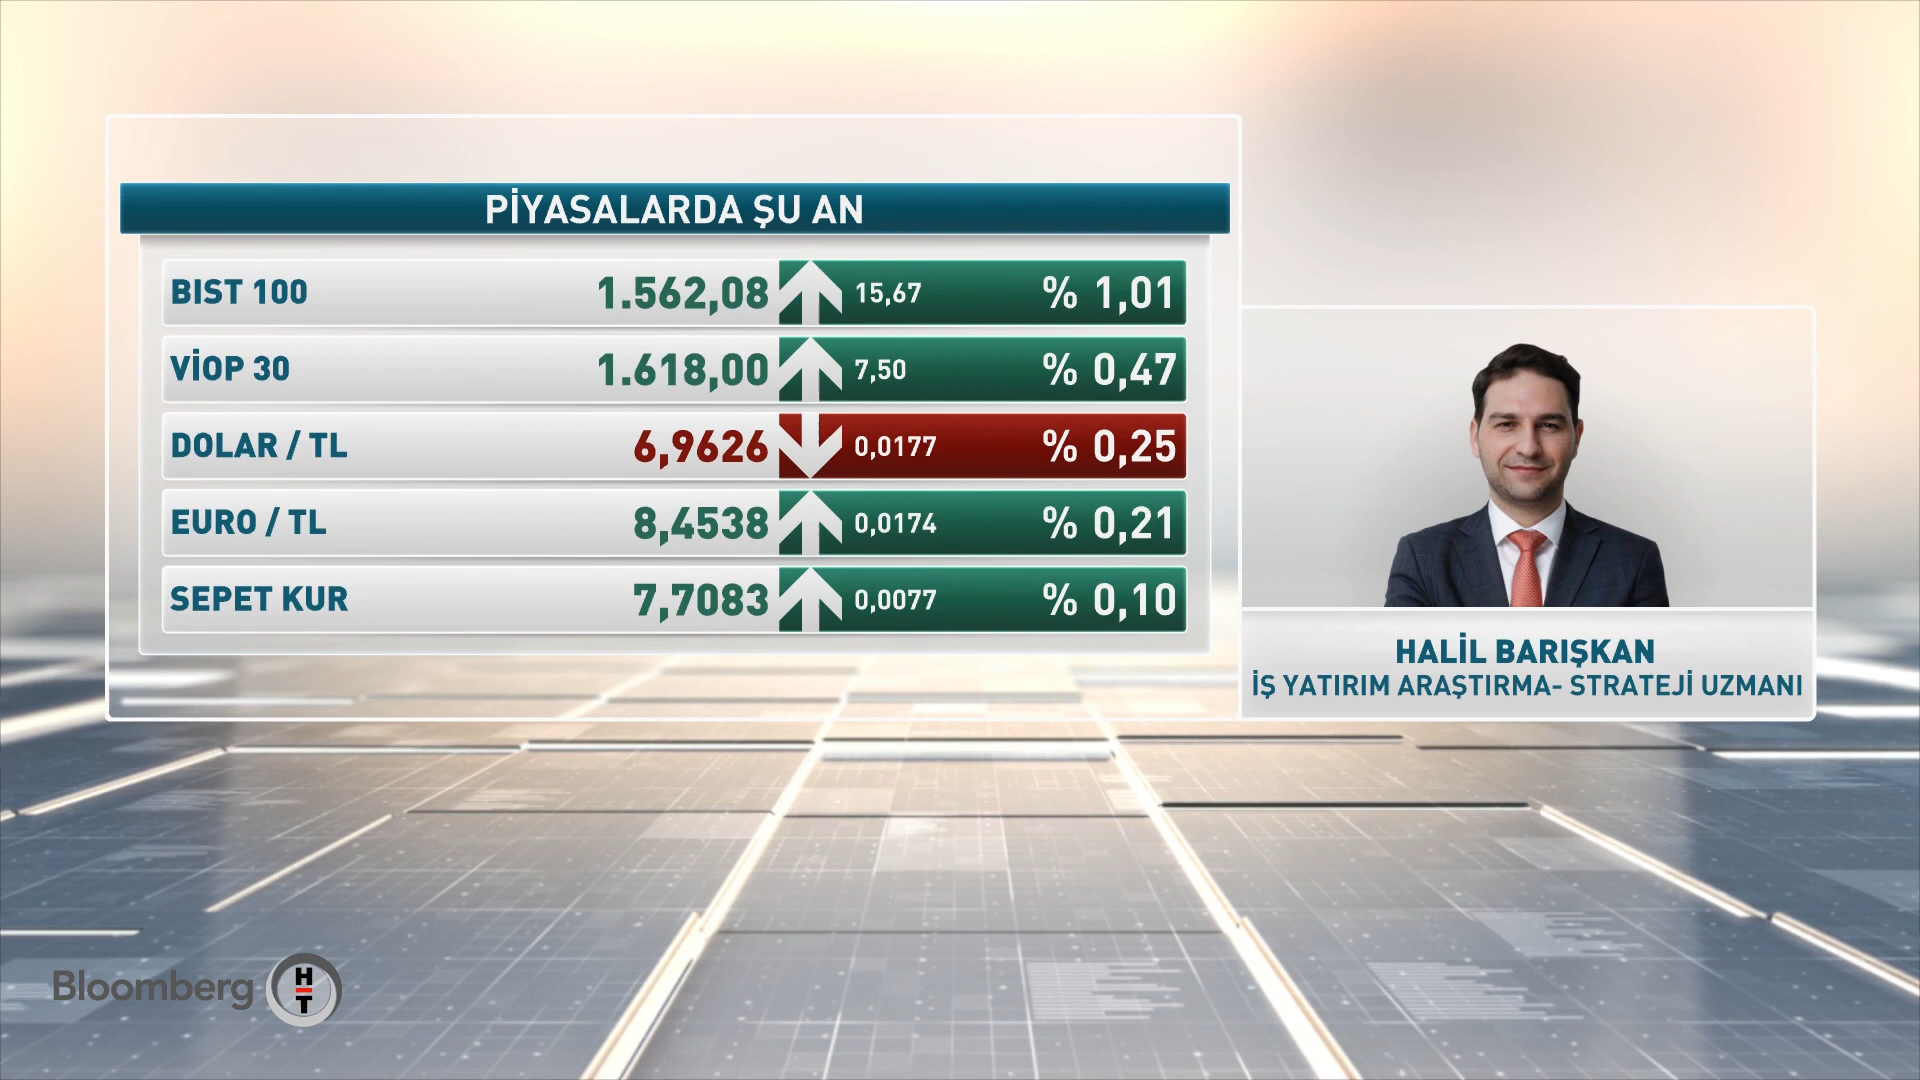 PİYASALARDA ŞU AN
BIST 100 1.562,08 15,67 % 1,01
VİOP 30 1.618,00 7,50 % 0,47
DOLAR / TL 6,9626 0,0177 % 0,25
EURO / TL 8,4538 0,0174 % 0,21
SEPET KUR 7,7083 0,0077 % 0,10
HALİL BARIŞKAN
İŞ YATIRIM ARAŞTIRMA- STRATEJİ UZMANI
Bloomberg HT